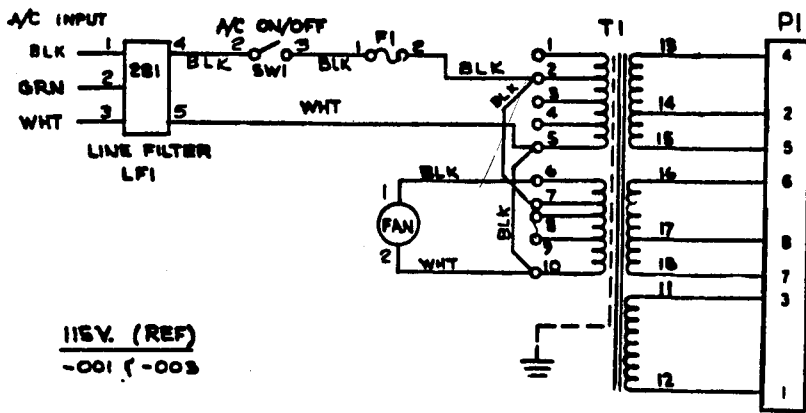 A/C INPUT
BLK 1
GRN 2
WHT 3
2B1
4
5
LINE FILTER
LF1
A/C ON/OFF
BLK 2
3
SW1
BLK
F1
1 2
BLK
WHT
BLK
BLK
T1
1
2
3
4
5
6
7
8
9
10
BLK
1
FAN
2
WHT
13
14
15
16
17
18
11
12
P1
4
2
5
6
8
7
3
1
115V. (REF)
-001 & -003